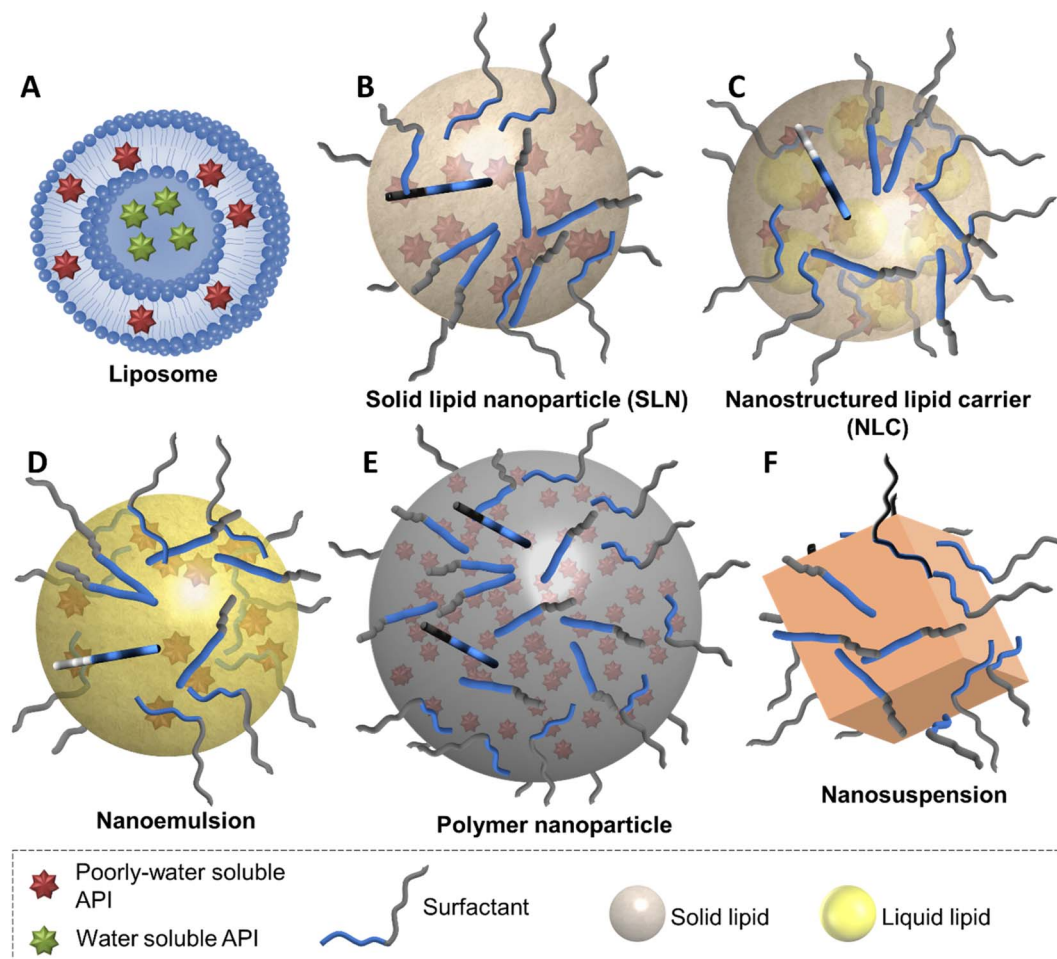 A
B
C
Liposome
Solid lipid nanoparticle (SLN)
Nanostructured lipid carrier
(NLC)
D
E
F
Nanoemulsion
Polymer nanoparticle
Nanosuspension
Poorly-water soluble
API
Water soluble API
Surfactant
Solid lipid
Liquid lipid